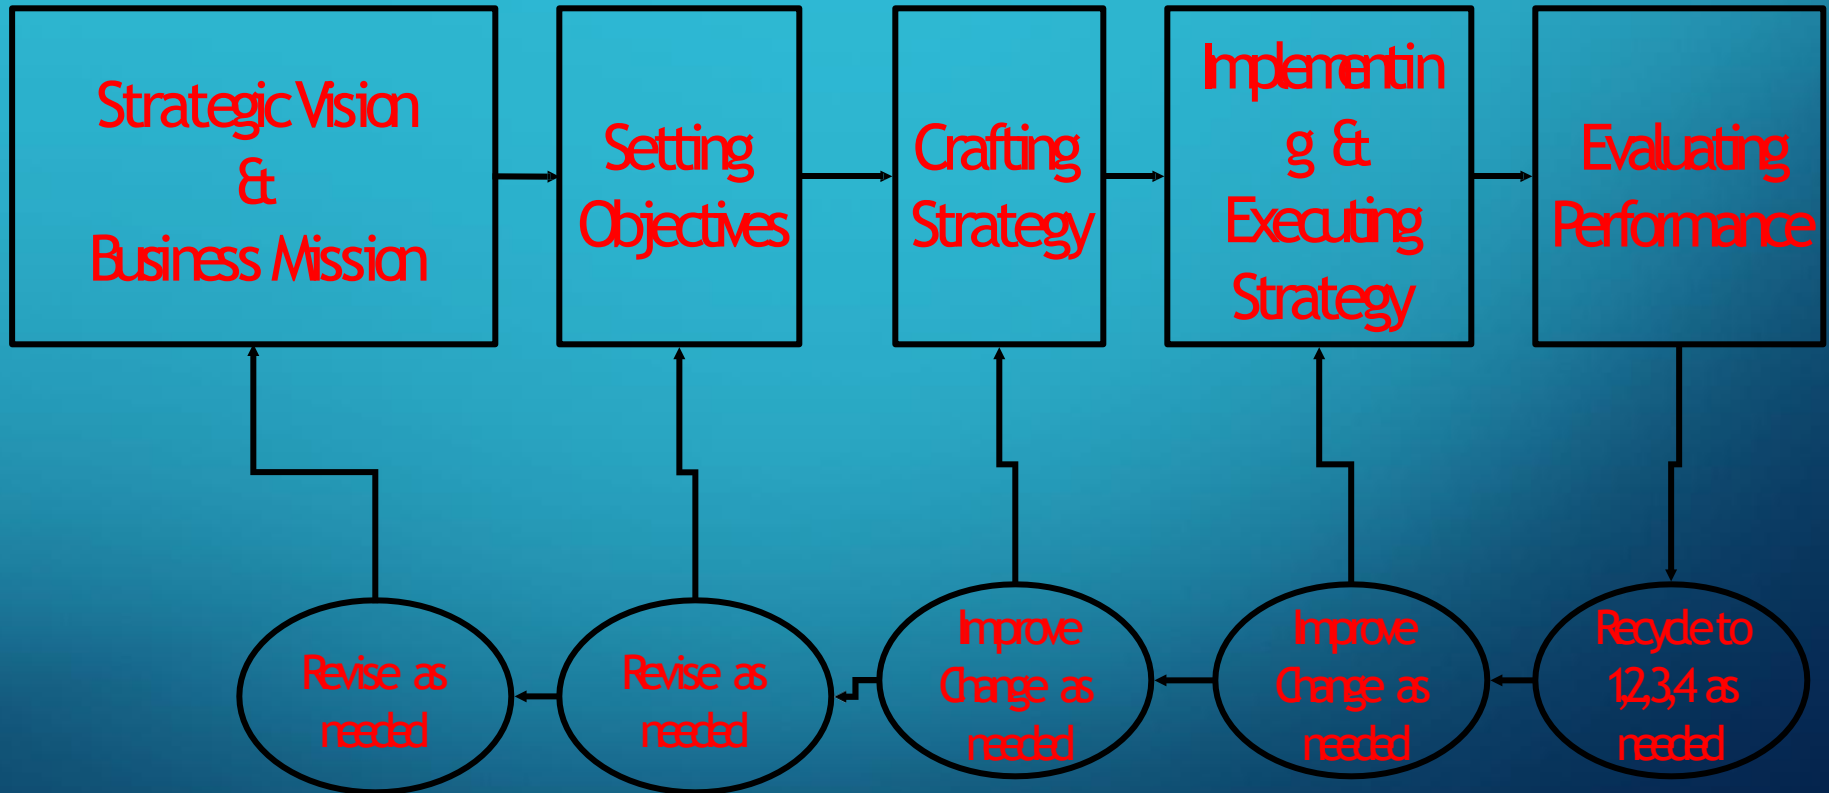 Strategic Vision
&
Business Mission
Setting
Objectives
Crafting
Strategy
Implementin
g &
Executing
Strategy
Evaluating
Performance
Revise as
needed
Revise as
needed
Improve
Change as
needed
Improve
Change as
needed
Recycle to
1,2,3,4 as
needed